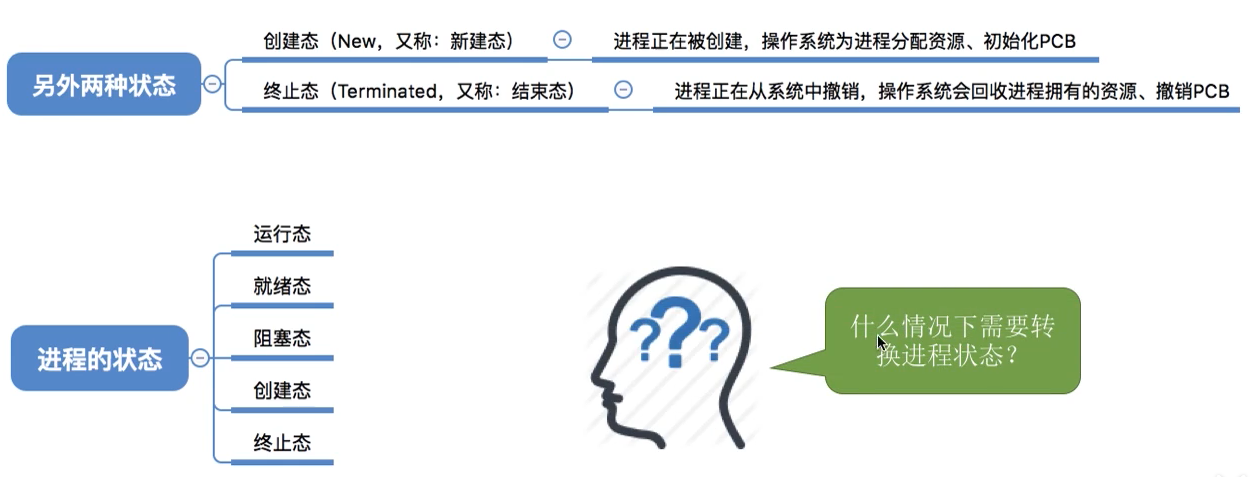 另外两种状态
创建态（New，又称：新建态）
进程正在被创建，操作系统为进程分配资源、初始化PCB
终止态（Terminated，又称：结束态）
进程正在从系统中撤销，操作系统会回收进程拥有的资源、撤销PCB
进程的状态
运行态
就绪态
阻塞态
创建态
终止态
???
什么情况下需要转
换进程状态？